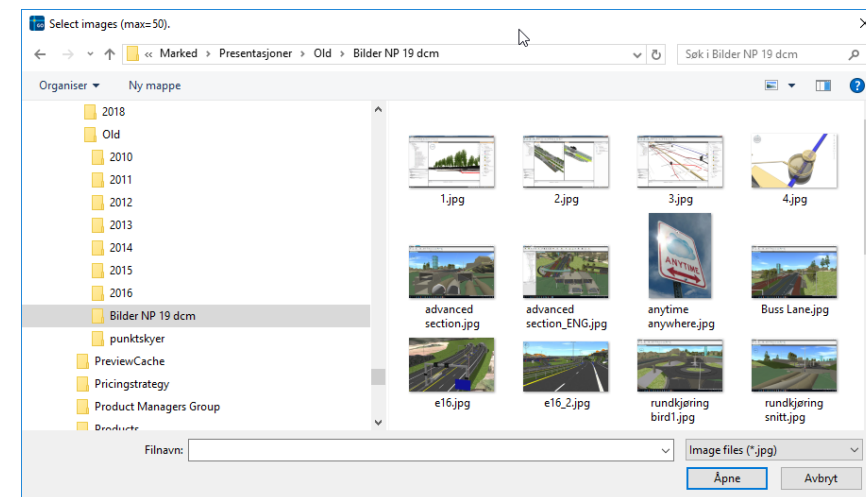 Select images (max=50).
« Marked › Presentasjoner › Old › Bilder NP 19 dcm
Søk i Bilder NP 19 dcm
Organiser
Ny mappe
2018
Old
2010
2011
2012
2013
2014
2015
2016
Bilder NP 19 dcm
punktskyer
PreviewCache
Pricingstrategy
Product Managers Group
Products
1.jpg
2.jpg
3.jpg
4.jpg
ANYTIME
advanced
section.jpg
advanced
section_ENG.jpg
anytime
anywhere.jpg
Buss Lane.jpg
e16.jpg
e16_2.jpg
rundkjøring
bird1.jpg
rundkjøring
snitt.jpg
Filnavn:
Image files (*.jpg)
Åpne
Avbryt